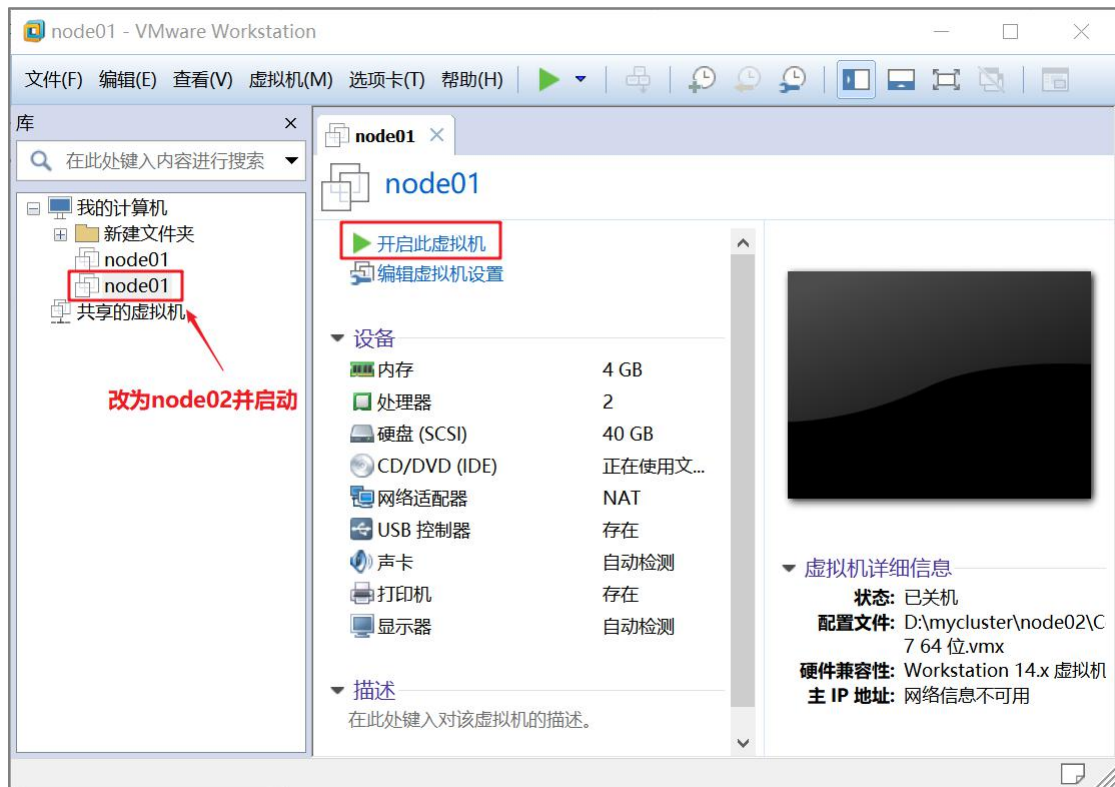 node01 - VMware Workstation
文件(F) 编辑(E) 查看(V) 虚拟机(M) 选项卡(T) 帮助(H)
库
在此处键入内容进行搜索
我的计算机
新建文件夹
node01
node01
共享的虚拟机
改为node02并启动
node01
node01
开启此虚拟机
编辑虚拟机设置
设备
内存 4 GB
处理器 2
硬盘 (SCSI) 40 GB
CD/DVD (IDE) 正在使用文...
网络适配器 NAT
USB 控制器 存在
声卡 自动检测
打印机 存在
显示器 自动检测
描述
在此处键入对该虚拟机的描述。
虚拟机详细信息
状态: 已关机
配置文件: D:\mycluster\node02\C
7 64 位.vmx
硬件兼容性: Workstation 14.x 虚拟机
主 IP 地址: 网络信息不可用